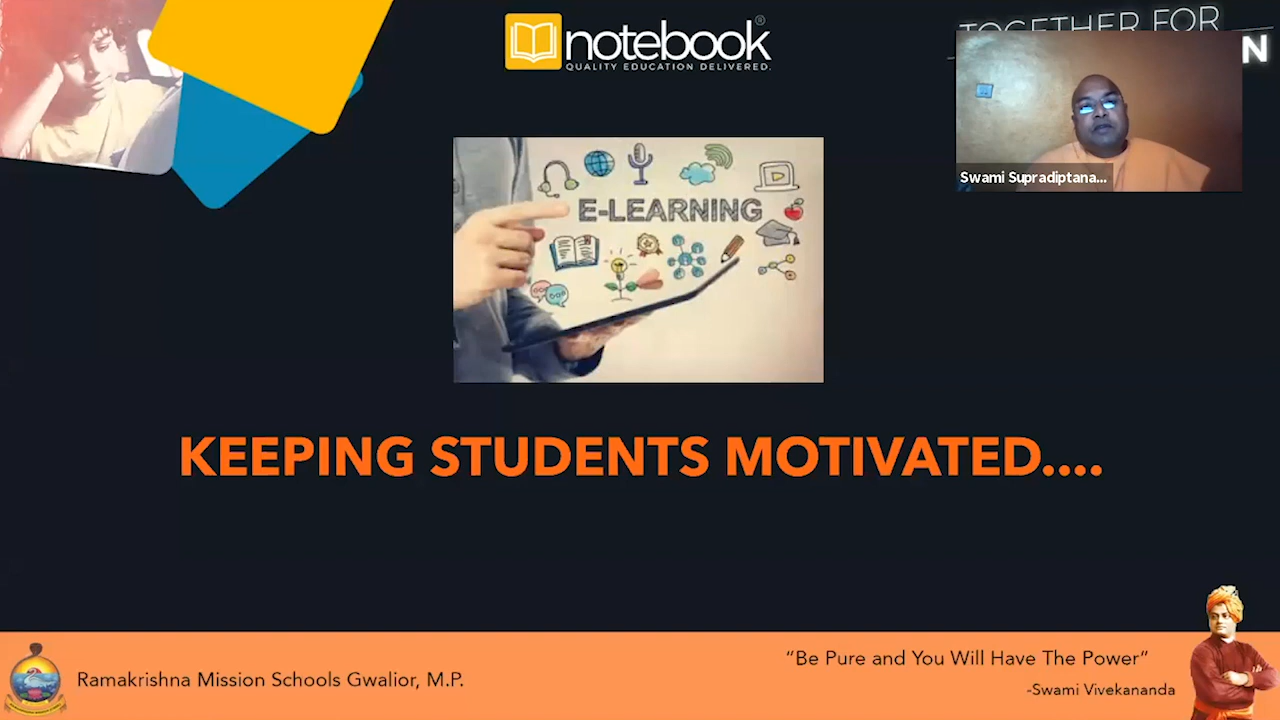 notebook®
QUALITY EDUCATION DELIVERED.
TOGETHER FOR
N
Swami Supradiptana...
E-LEARNING
KEEPING STUDENTS MOTIVATED....
Ramakrishna Mission Schools Gwalior, M.P.
“Be Pure and You Will Have The Power”
-Swami Vivekananda